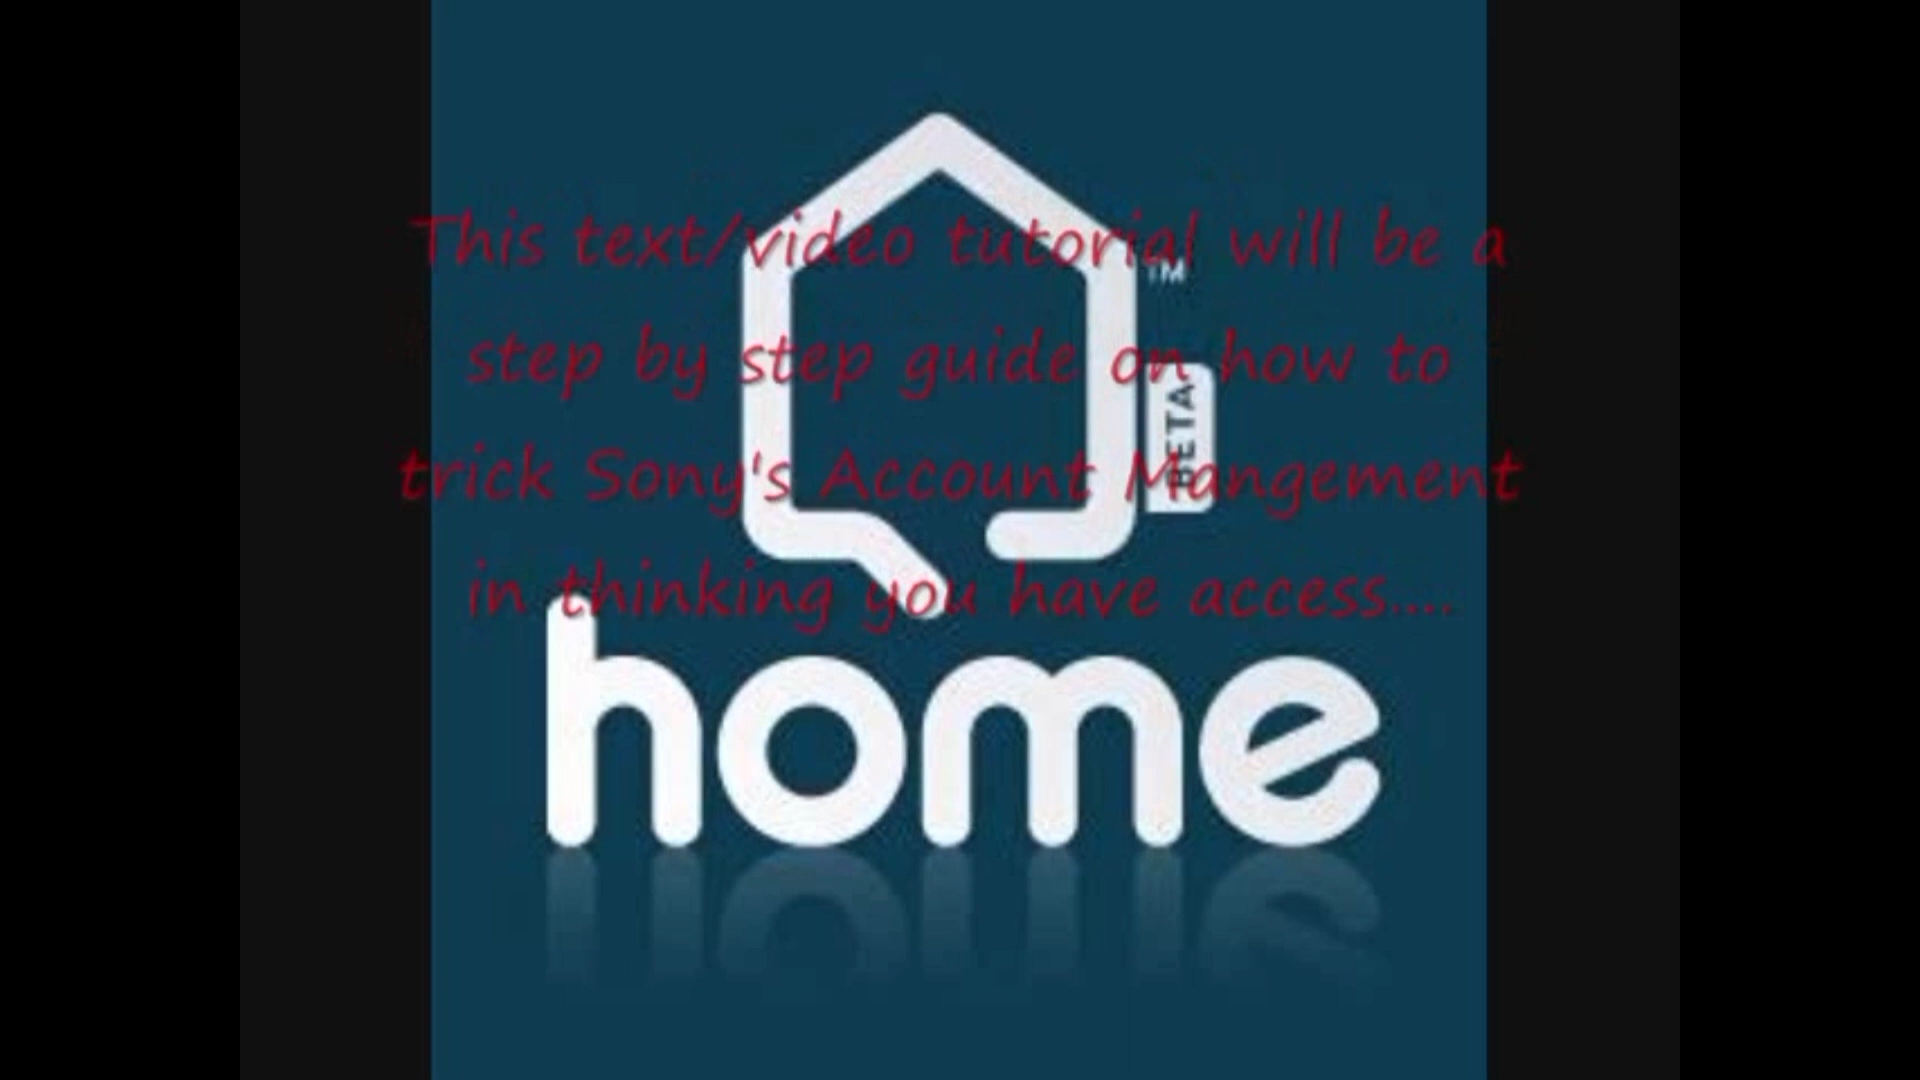 This text/video tutorial will be a
TM
step by step guide on how to
BETA
trick Sony's Account Mangement
in thinking you have access....
home